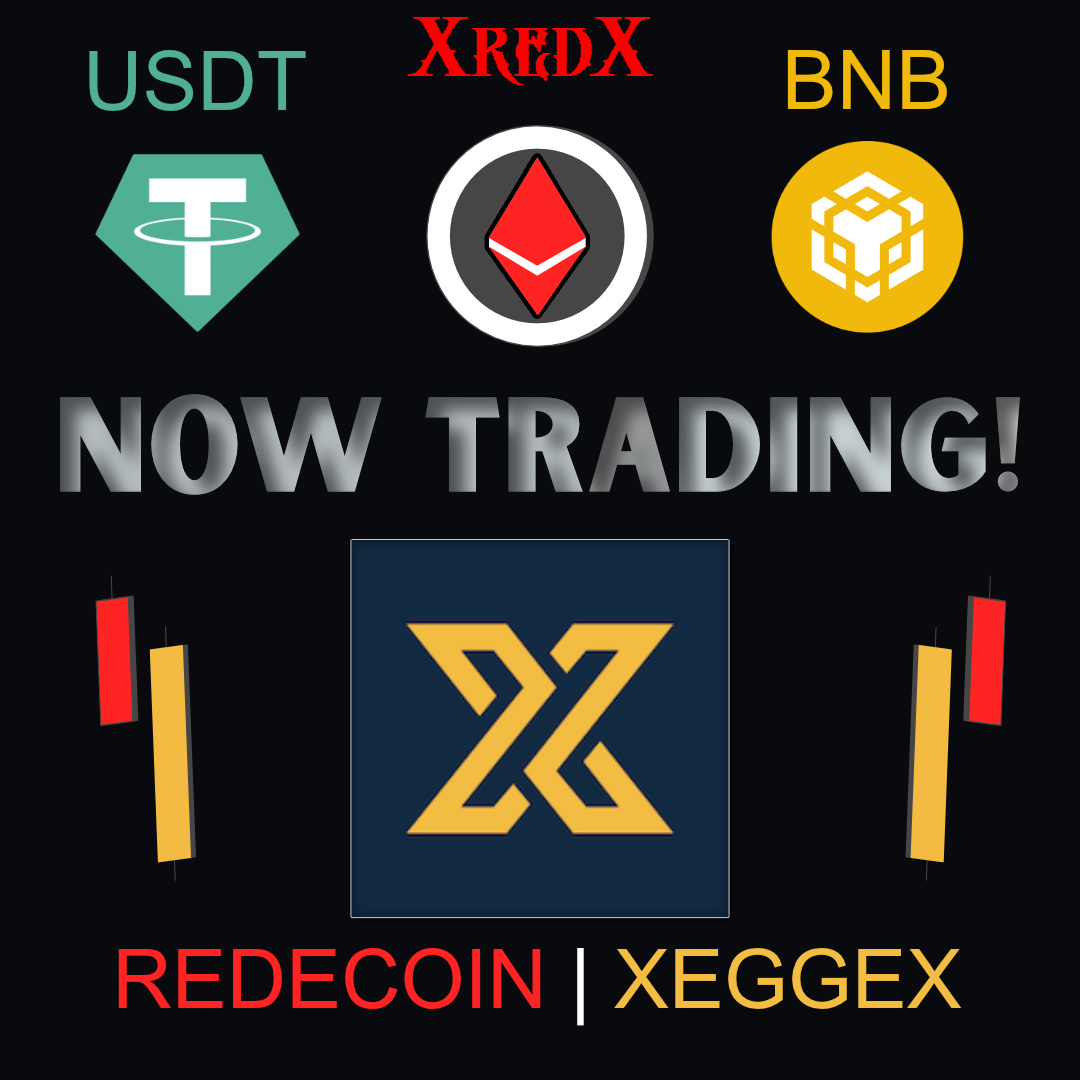 XREDX
USDT
BNB
NOW TRADING!
REDECOIN | XEGGEX